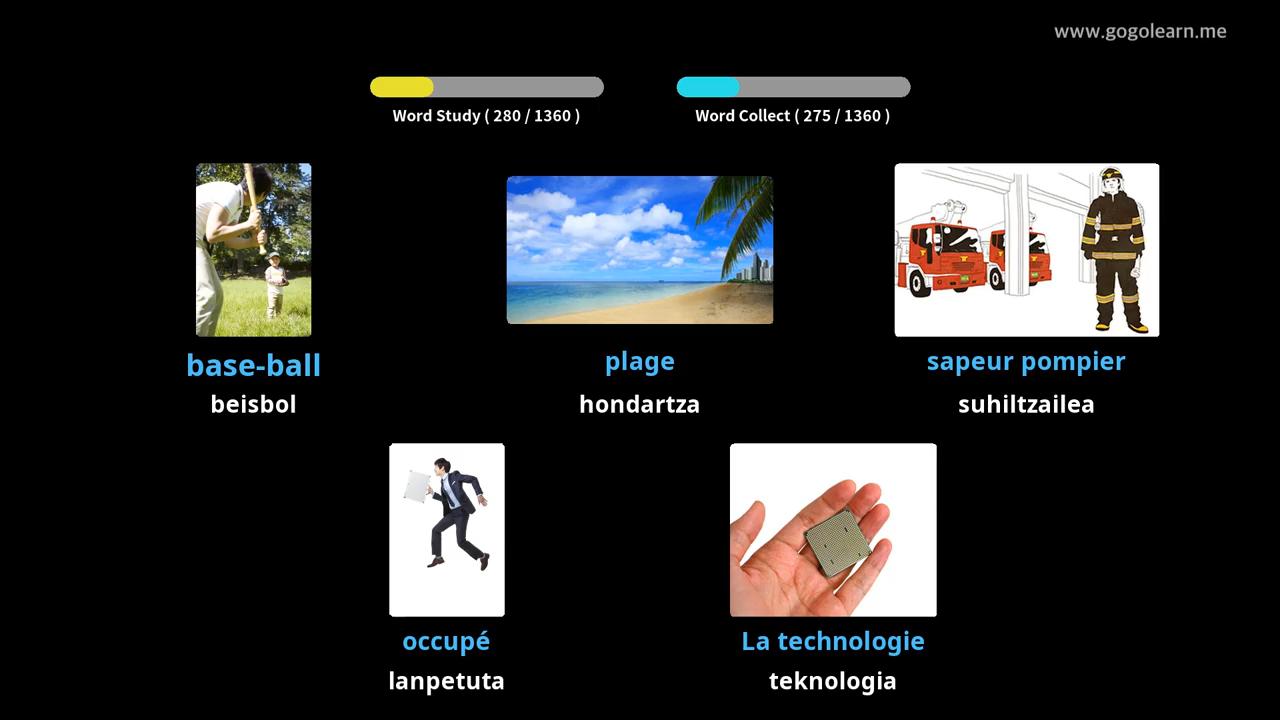 www.gogolearn.me
Word Study ( 280 / 1360 )
Word Collect ( 275 / 1360 )
base-ball
beisbol
plage
hondartza
sapeur pompier
suhiltzailea
occupé
lanpetuta
La technologie
teknologia